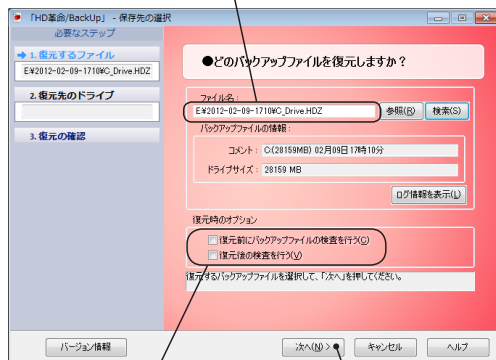 「HD革命/BackUp」 - 保存先の選択
必要なステップ
1. 復元するファイル
E:¥2012-02-09-1710¥C_Drive.HDZ
2. 復元先のドライブ
3. 復元の確認
●どのバックアップファイルを復元しますか？
ファイル名：
E:¥2012-02-09-1710¥C_Drive.HDZ
参照(R)
検索(S)
バックアップファイルの情報：
コメント： C:(28159MB) 02月09日 17時10分
ドライブサイズ： 28159 MB
ログ情報を表示(L)
復元時のオプション
復元前にバックアップファイルの検査を行う(C)
復元後の検査を行う(V)
復元するバックアップファイルを選択して、「次へ」を押してください。
バージョン情報
次へ(N) >
キャンセル
ヘルプ